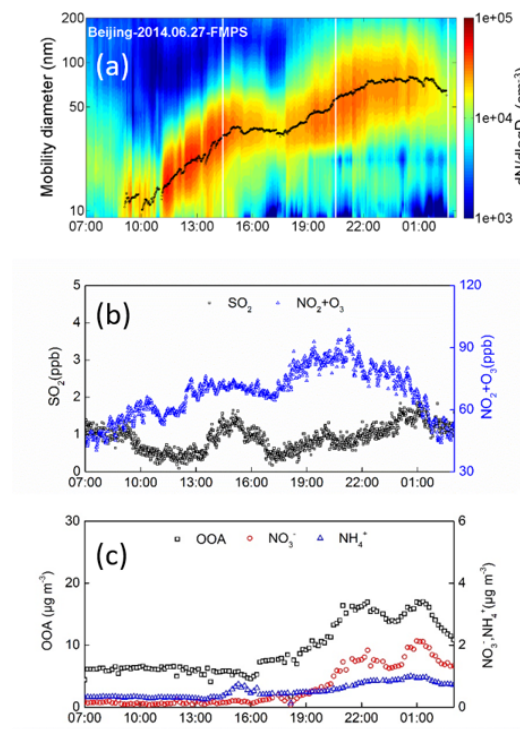 Beijing-2014.06.27-FMPS
(a)
Mobility diameter (nm)
200
100
50
10
07:00 10:00 13:00 16:00 19:00 22:00 01:00
1e+05
1e+04
1e+03
(b)
SO₂ NO₂+O₃
SO₂(ppb)
5
4
3
2
1
0
NO₂+O₃(ppb)
120
90
60
30
07:00 10:00 13:00 16:00 19:00 22:00 01:00
(c)
OOA NO₃⁻ NH₄⁺
OOA (µg m⁻³)
30
20
10
0
NO₃⁻,NH₄⁺(µg m⁻³)
6
4
2
0
07:00 10:00 13:00 16:00 19:00 22:00 01:00